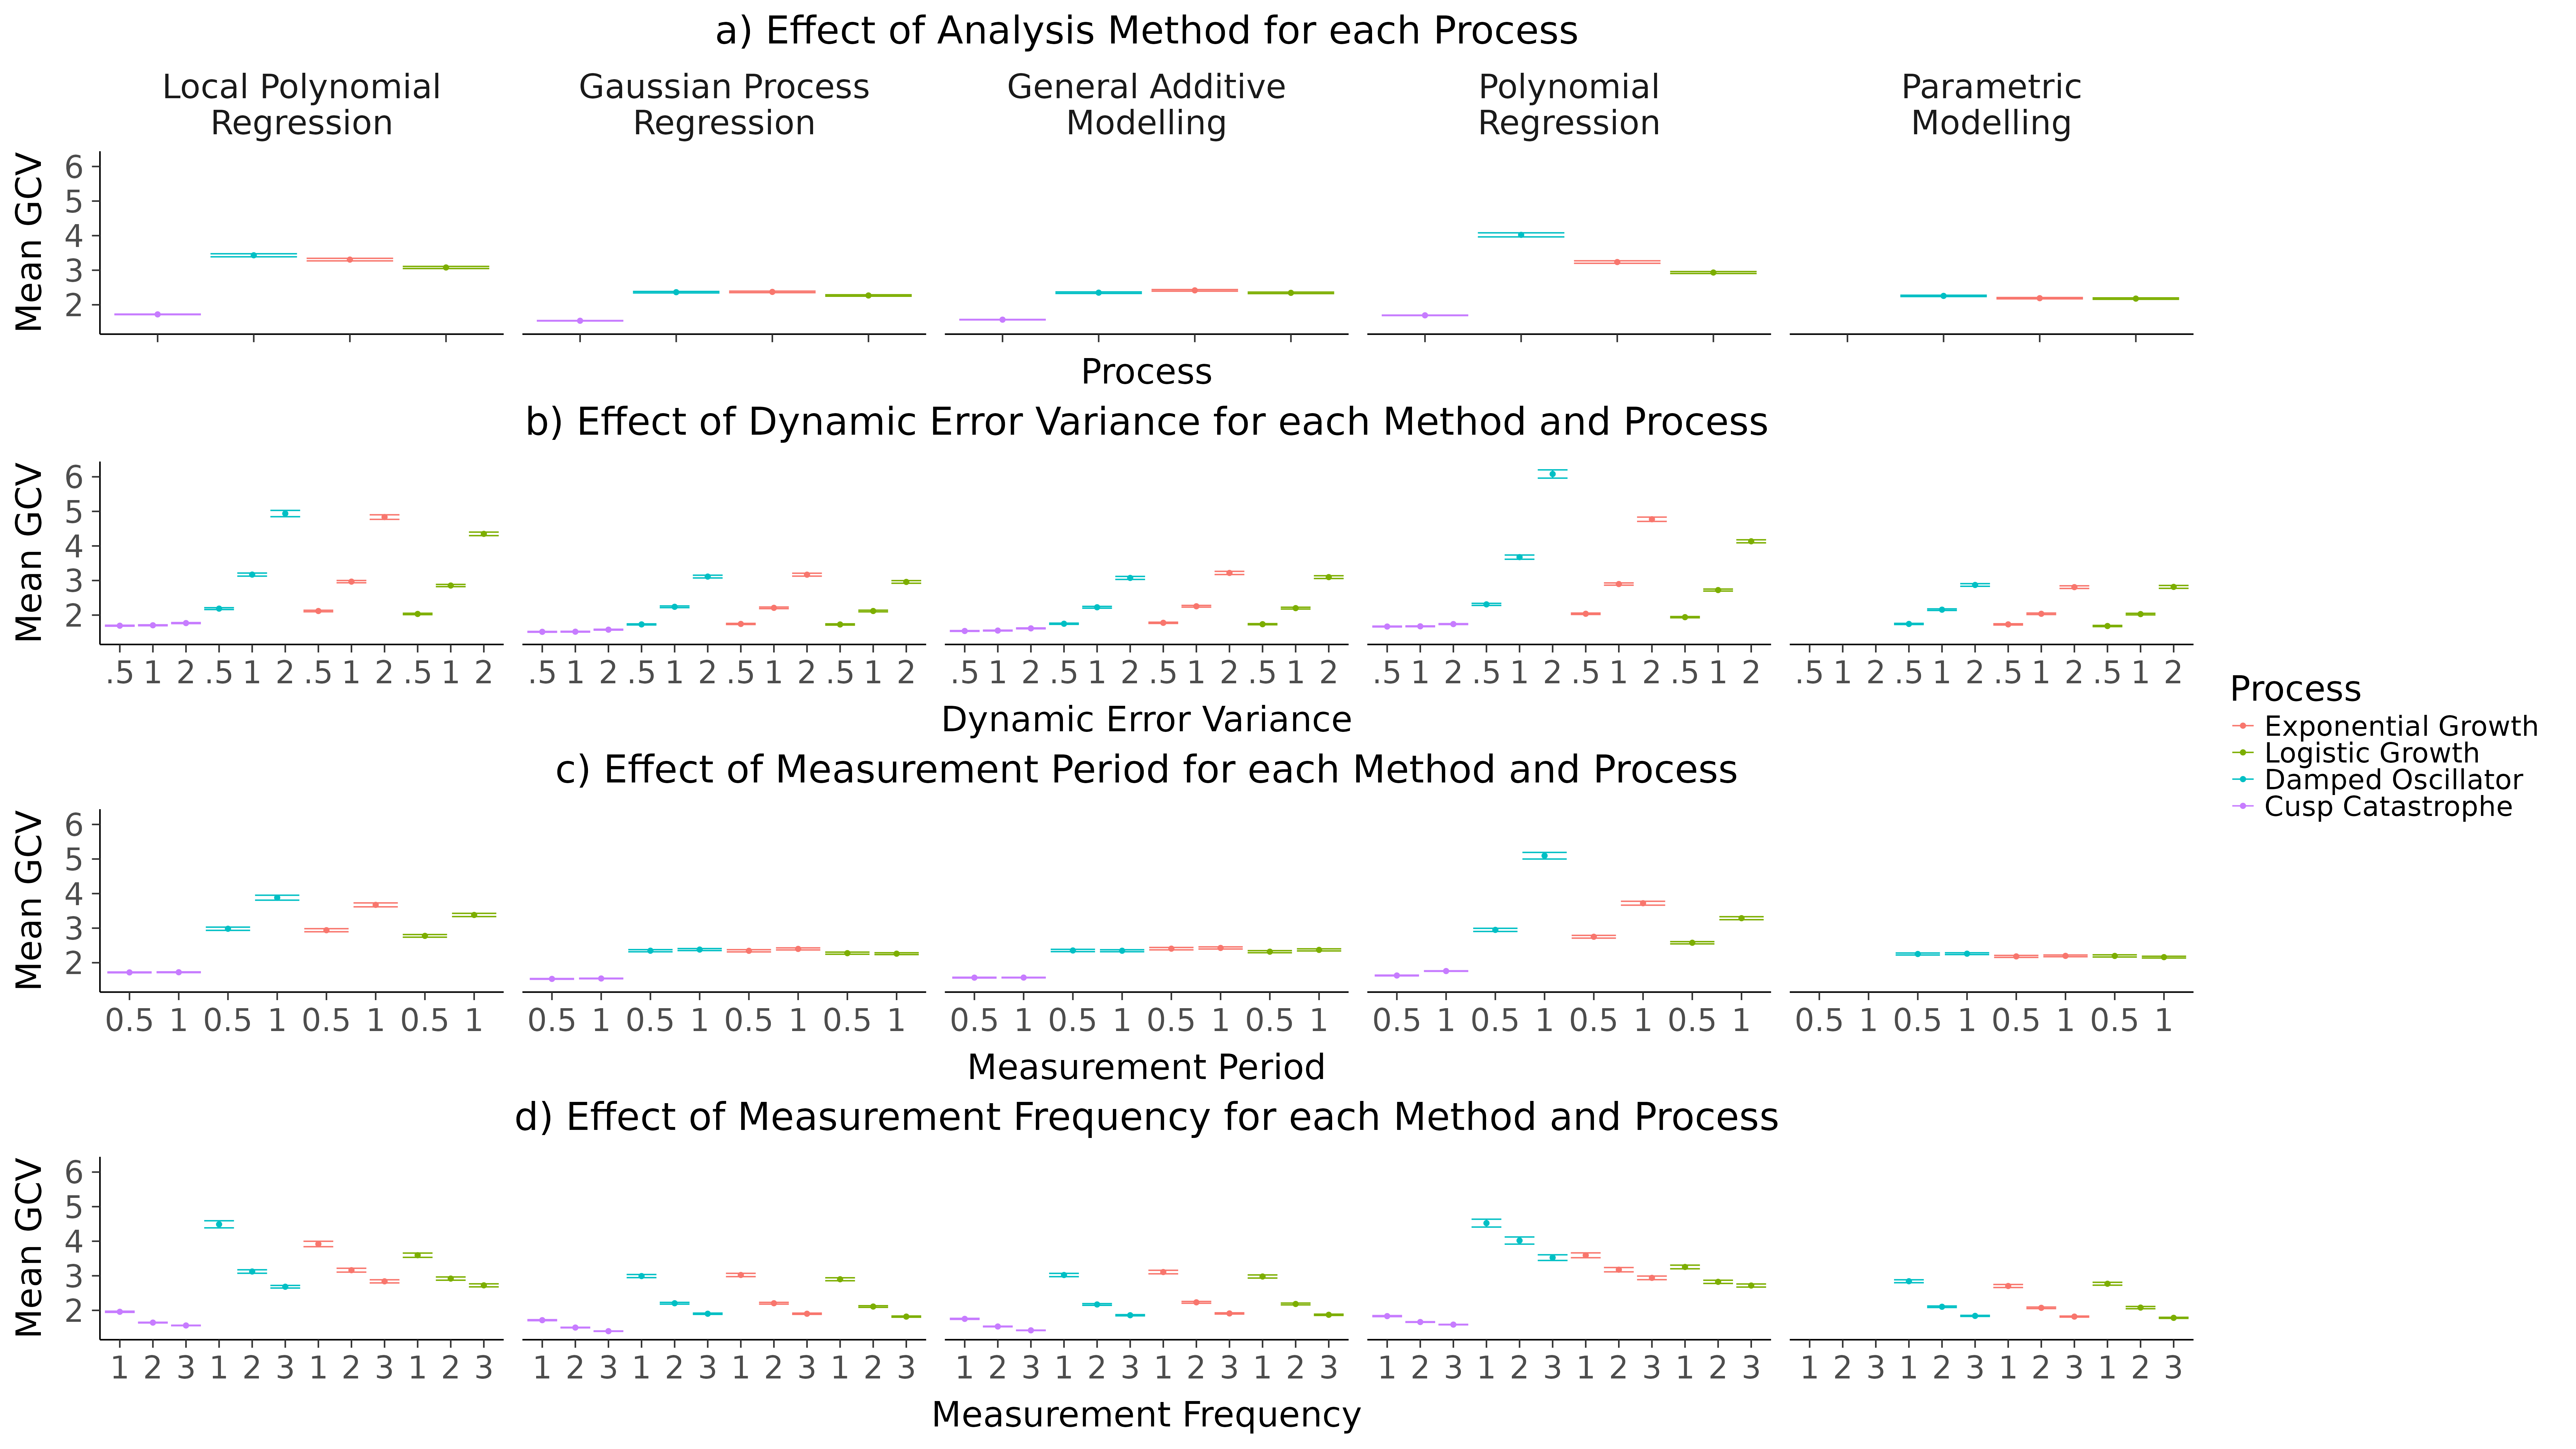 a) Effect of Analysis Method for each Process
Local Polynomial
Regression
Gaussian Process
Regression
General Additive
Modelling
Polynomial
Regression
Parametric
Modelling
Mean GCV
6
5
4
3
2
Process
b) Effect of Dynamic Error Variance for each Method and Process
Mean GCV
6
5
4
3
2
.5 1 2 .5 1 2 .5 1 2 .5 1 2
.5 1 2 .5 1 2 .5 1 2 .5 1 2
.5 1 2 .5 1 2 .5 1 2 .5 1 2
.5 1 2 .5 1 2 .5 1 2 .5 1 2
.5 1 2 .5 1 2 .5 1 2 .5 1 2
Dynamic Error Variance
Process
Exponential Growth
Logistic Growth
Damped Oscillator
Cusp Catastrophe
c) Effect of Measurement Period for each Method and Process
Mean GCV
6
5
4
3
2
0.5 1 0.5 1 0.5 1 0.5 1
0.5 1 0.5 1 0.5 1 0.5 1
0.5 1 0.5 1 0.5 1 0.5 1
0.5 1 0.5 1 0.5 1 0.5 1
0.5 1 0.5 1 0.5 1 0.5 1
Measurement Period
d) Effect of Measurement Frequency for each Method and Process
Mean GCV
6
5
4
3
2
1 2 3 1 2 3 1 2 3 1 2 3
1 2 3 1 2 3 1 2 3 1 2 3
1 2 3 1 2 3 1 2 3 1 2 3
1 2 3 1 2 3 1 2 3 1 2 3
1 2 3 1 2 3 1 2 3 1 2 3
Measurement Frequency